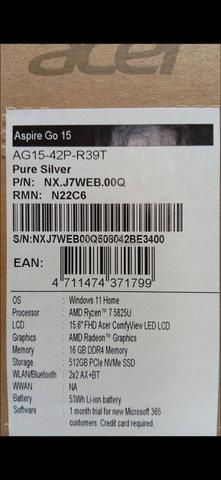 acer
Aspire Go 15
AG15-42P-R39T
Pure Silver
P/N: NX.J7WEB.00Q
RMN: N22C6
S/N:NXJ7WEB00Q508042BE3400
EAN:
4 711474 371799
OS : Windows 11 Home
Processor : AMD Ryzen™ 7 5825U
LCD : 15.6" FHD Acer ComfyView LED LCD
Graphics : AMD Radeon™ Graphics
Memory : 16 GB DDR4 Memory
Storage : 512GB PCIe NVMe SSD
WLAN/Bluetooth : 2x2 AX+BT
WWAN : NA
Battery : 53Wh Li-ion battery
Software : 1 month trial for new Microsoft 365
customers. Credit card required.